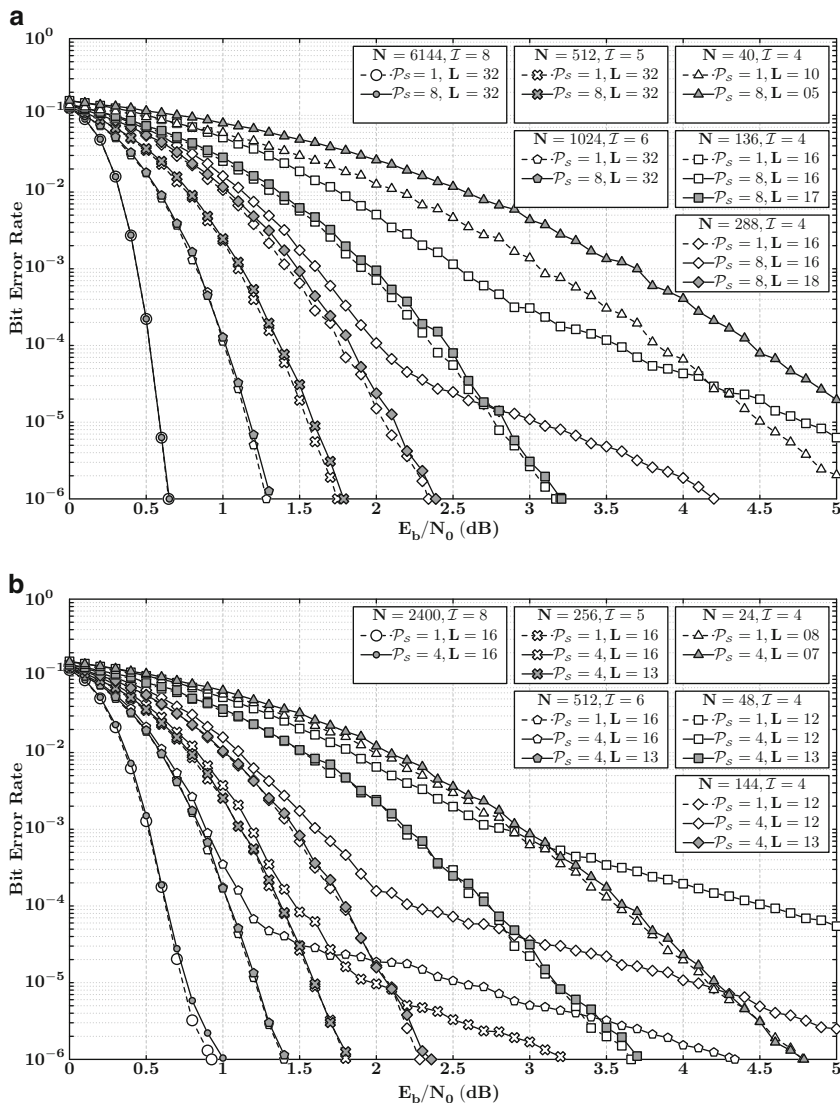 a
10^0
10^-1
10^-2
10^-3
10^-4
10^-5
10^-6
Bit Error Rate
N = 6144, I = 8
P_S = 1, L = 32
P_S = 8, L = 32
N = 512, I = 5
P_S = 1, L = 32
P_S = 8, L = 32
N = 40, I = 4
P_S = 1, L = 10
P_S = 8, L = 05
N = 1024, I = 6
P_S = 1, L = 32
P_S = 8, L = 32
N = 136, I = 4
P_S = 1, L = 16
P_S = 8, L = 16
P_S = 8, L = 17
N = 288, I = 4
P_S = 1, L = 16
P_S = 8, L = 16
P_S = 8, L = 18
0 0.5 1 1.5 2 2.5 3 3.5 4 4.5 5
E_b/N_0 (dB)
b
10^0
10^-1
10^-2
10^-3
10^-4
10^-5
10^-6
Bit Error Rate
N = 2400, I = 8
P_S = 1, L = 16
P_S = 4, L = 16
N = 256, I = 5
P_S = 1, L = 16
P_S = 4, L = 16
P_S = 4, L = 13
N = 24, I = 4
P_S = 1, L = 08
P_S = 4, L = 07
N = 512, I = 6
P_S = 1, L = 16
P_S = 4, L = 16
P_S = 4, L = 13
N = 48, I = 4
P_S = 1, L = 12
P_S = 4, L = 12
P_S = 4, L = 13
N = 144, I = 4
P_S = 1, L = 12
P_S = 4, L = 12
P_S = 4, L = 13
0 0.5 1 1.5 2 2.5 3 3.5 4 4.5 5
E_b/N_0 (dB)